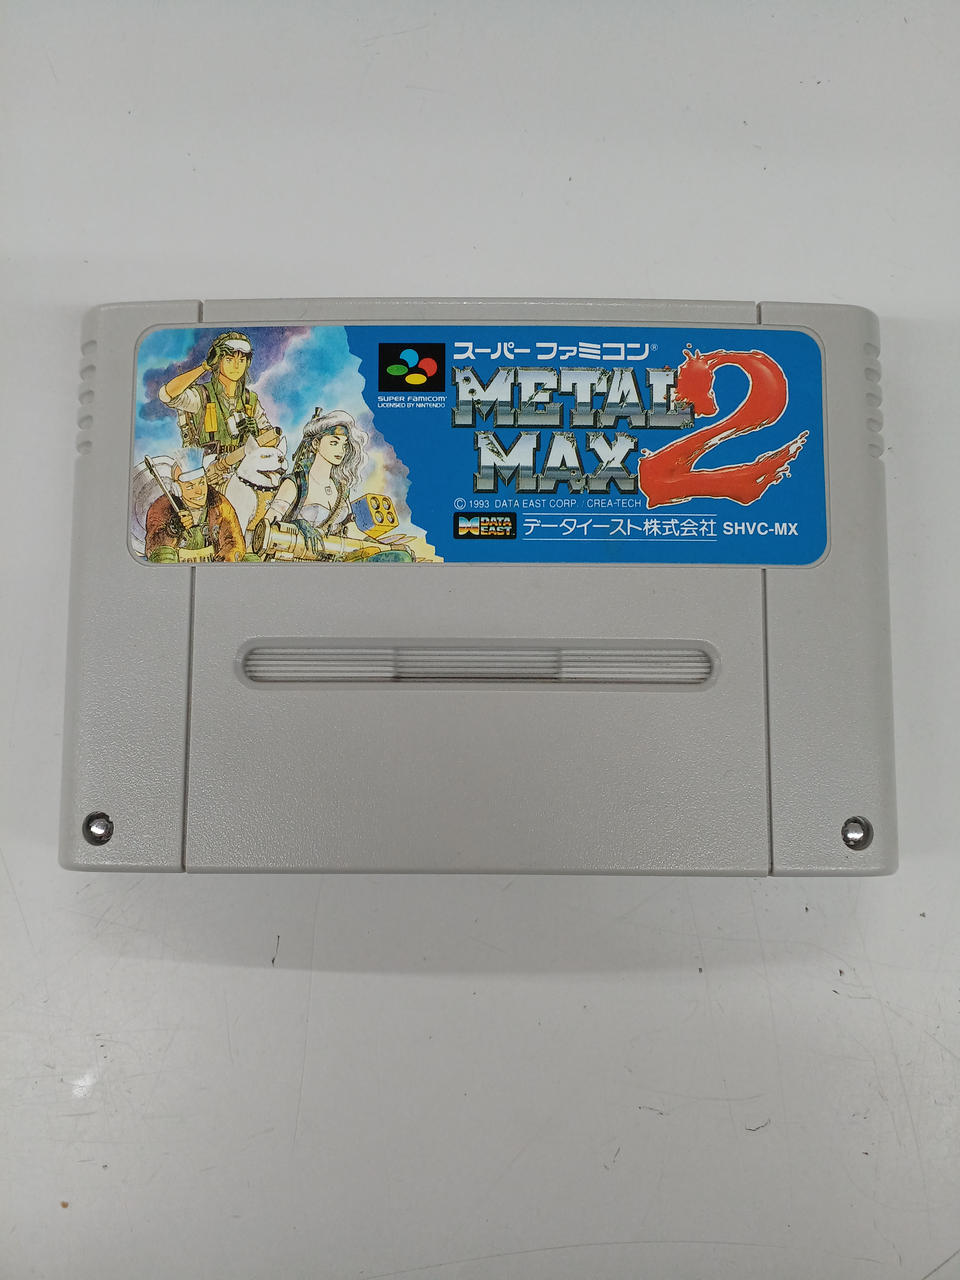 スーパーファミコン®
SUPER FAMICOM
LICENSED BY NINTENDO
METAL
MAX 2
© 1993 DATA EAST CORP. / CREA-TECH
DATA
EAST.
データイースト株式会社 SHVC-MX